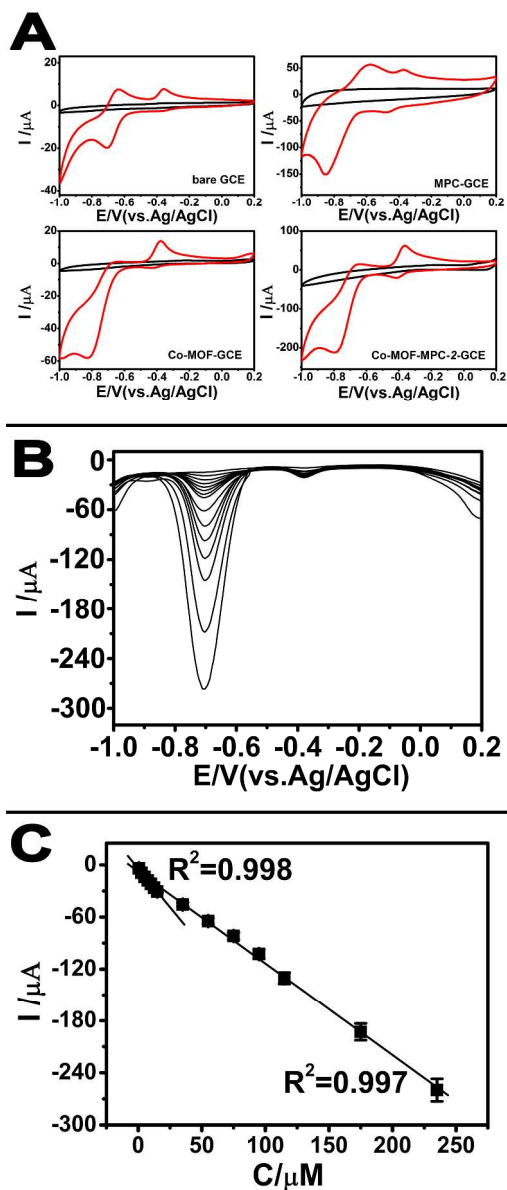 A
20
0
-20
-40
I /μA
bare GCE
-1.0 -0.8 -0.6 -0.4 -0.2 0.0 0.2
E/V(vs.Ag/AgCl)
50
0
-50
-100
-150
I /μA
MPC-GCE
-1.0 -0.8 -0.6 -0.4 -0.2 0.0 0.2
E/V(vs.Ag/AgCl)
20
0
-20
-40
-60
I /μA
Co-MOF-GCE
-1.0 -0.8 -0.6 -0.4 -0.2 0.0 0.2
E/V(vs.Ag/AgCl)
100
0
-100
-200
I /μA
Co-MOF-MPC-2-GCE
-1.0 -0.8 -0.6 -0.4 -0.2 0.0 0.2
E/V(vs.Ag/AgCl)
B
0
-60
-120
-180
-240
-300
I /μA
-1.0 -0.8 -0.6 -0.4 -0.2 0.0 0.2
E/V(vs.Ag/AgCl)
C
0
-60
-120
-180
-240
-300
I /μA
R²=0.998
R²=0.997
0 50 100 150 200 250
C/μM